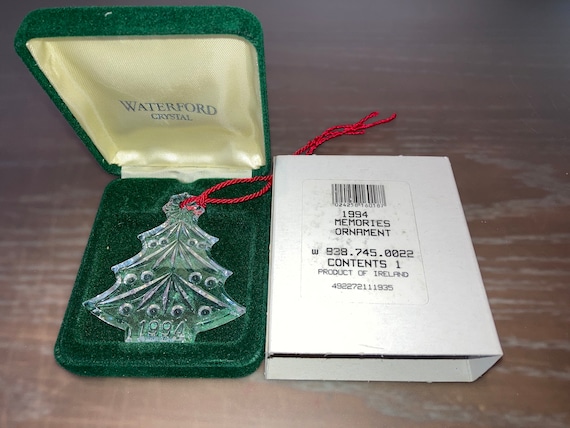 WATERFORD
CRYSTAL
1994
1994
MEMORIES
ORNAMENT
W 838.745.0022
CONTENTS 1
PRODUCT OF IRELAND
492272111935